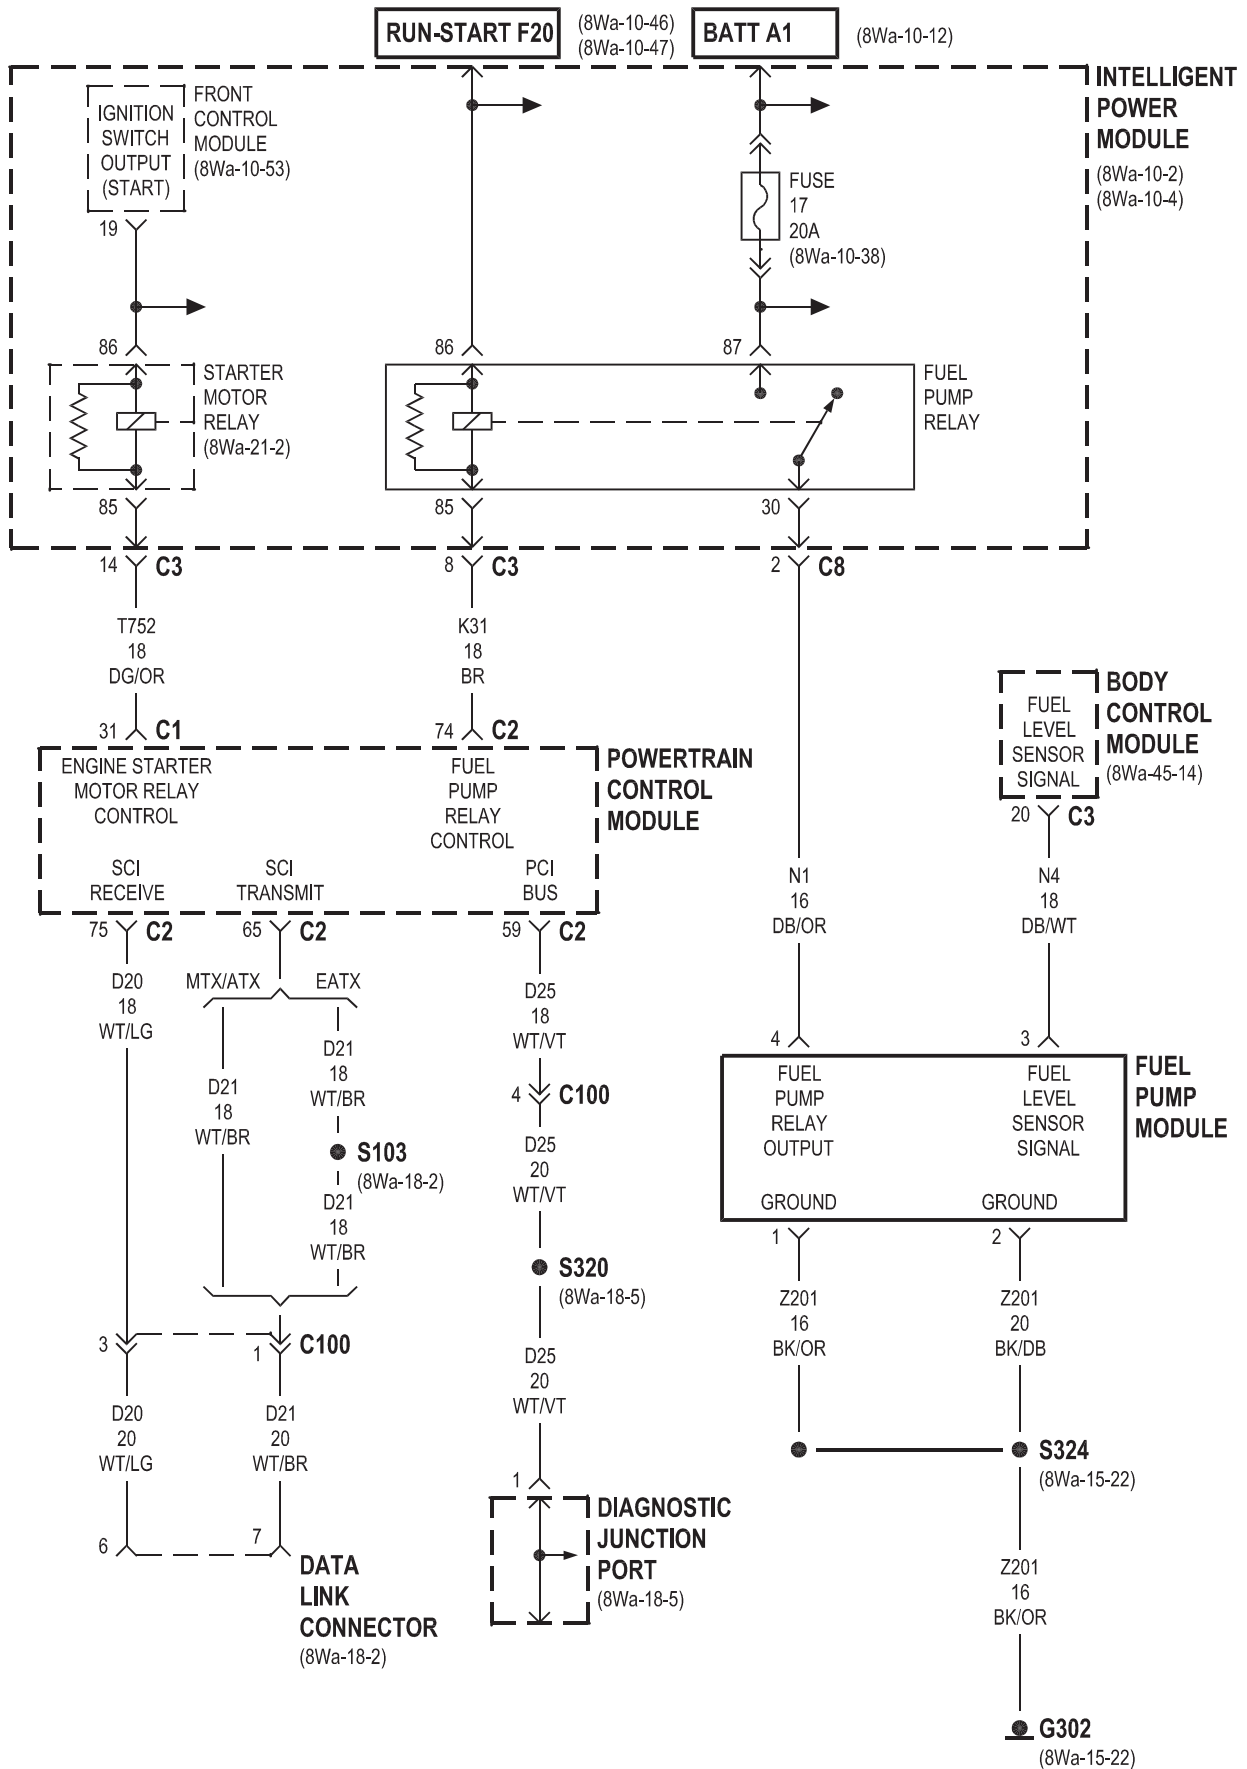 RUN-START F20
(8Wa-10-46)
(8Wa-10-47)
BATT A1
(8Wa-10-12)
INTELLIGENT
POWER
MODULE
(8Wa-10-2)
(8Wa-10-4)
IGNITION
SWITCH
OUTPUT
(START)
FRONT
CONTROL
MODULE
(8Wa-10-53)
19
FUSE
17
20A
(8Wa-10-38)
86
STARTER
MOTOR
RELAY
(8Wa-21-2)
85
86
87
FUEL
PUMP
RELAY
85
30
14
C3
8
C3
2
C8
T752
18
DG/OR
K31
18
BR
31
C1
74
C2
ENGINE STARTER
MOTOR RELAY
CONTROL
FUEL
PUMP
RELAY
CONTROL
POWERTRAIN
CONTROL
MODULE
SCI
RECEIVE
SCI
TRANSMIT
PCI
BUS
75
C2
65
C2
59
C2
FUEL
LEVEL
SENSOR
SIGNAL
BODY
CONTROL
MODULE
(8Wa-45-14)
20
C3
N1
16
DB/OR
N4
18
DB/WT
D20
18
WT/LG
MTX/ATX
EATX
D21
18
WT/BR
D21
18
WT/BR
S103
(8Wa-18-2)
D21
18
WT/BR
D25
18
WT/VT
4
C100
D25
20
WT/VT
S320
(8Wa-18-5)
D25
20
WT/VT
4
3
FUEL
PUMP
RELAY
OUTPUT
FUEL
LEVEL
SENSOR
SIGNAL
FUEL
PUMP
MODULE
GROUND
GROUND
1
2
Z201
16
BK/OR
Z201
20
BK/DB
3
1
C100
D20
20
WT/LG
D21
20
WT/BR
6
7
DATA
LINK
CONNECTOR
(8Wa-18-2)
1
DIAGNOSTIC
JUNCTION
PORT
(8Wa-18-5)
S324
(8Wa-15-22)
Z201
16
BK/OR
G302
(8Wa-15-22)